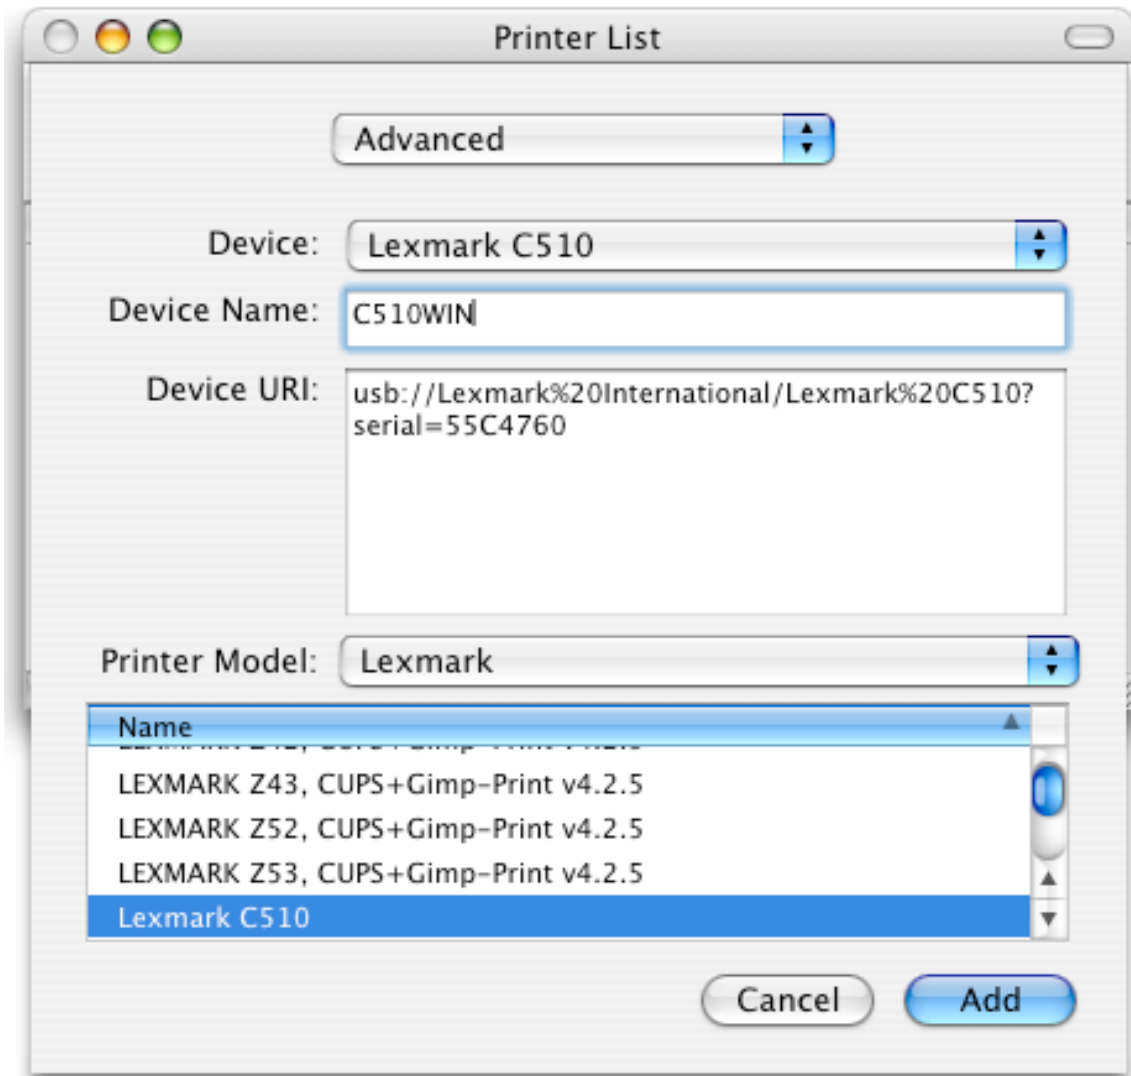 Printer List
Advanced
Device: Lexmark C510
Device Name: C510WIN
Device URI: usb://Lexmark%20International/Lexmark%20C510?
serial=55C4760
Printer Model: Lexmark
Name
LEXMARK Z43, CUPS+Gimp-Print v4.2.5
LEXMARK Z52, CUPS+Gimp-Print v4.2.5
LEXMARK Z53, CUPS+Gimp-Print v4.2.5
Lexmark C510
Cancel Add